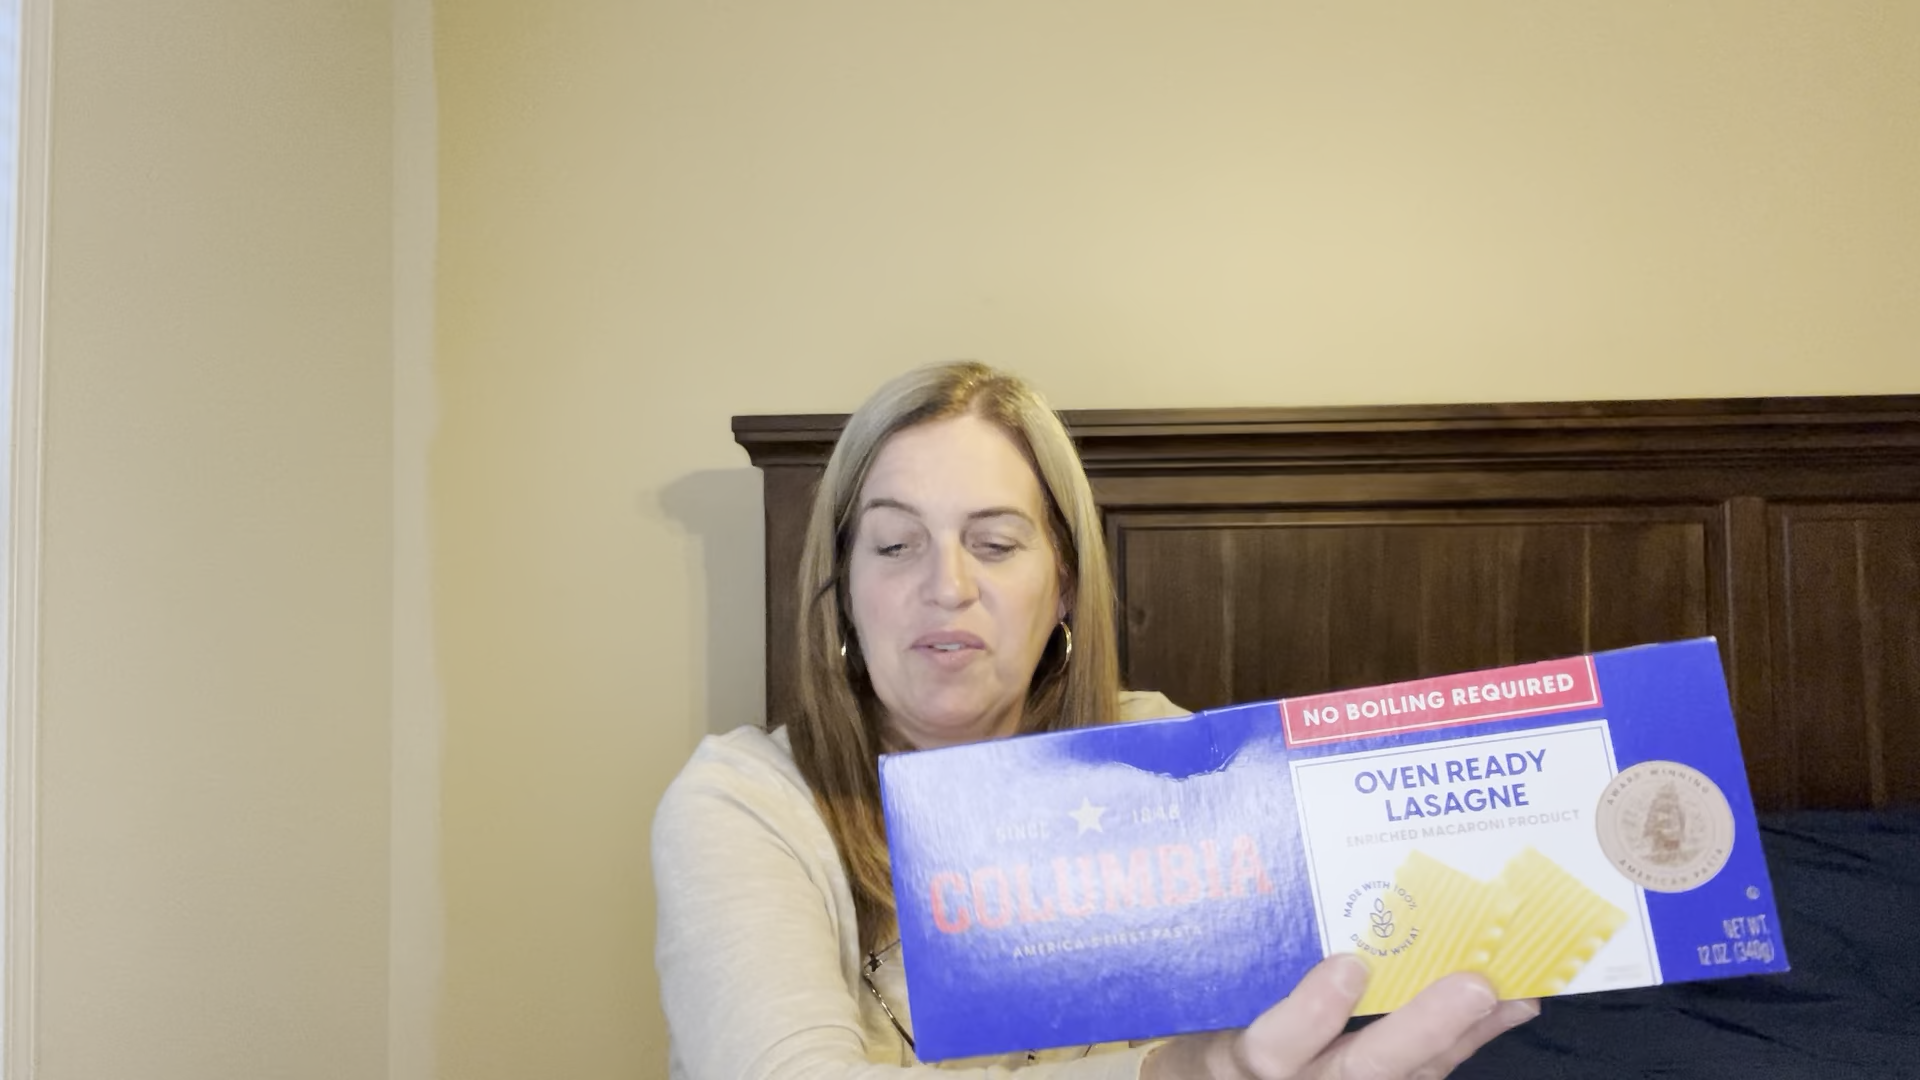 SINCE 1848
COLUMBIA
AMERICA'S FIRST PASTA
NO BOILING REQUIRED
OVEN READY
LASAGNE
ENRICHED MACARONI PRODUCT
MADE WITH 100%
DURUM WHEAT
AWARD WINNING
AMERICAN PASTA
NET WT.
12 OZ. (340g)